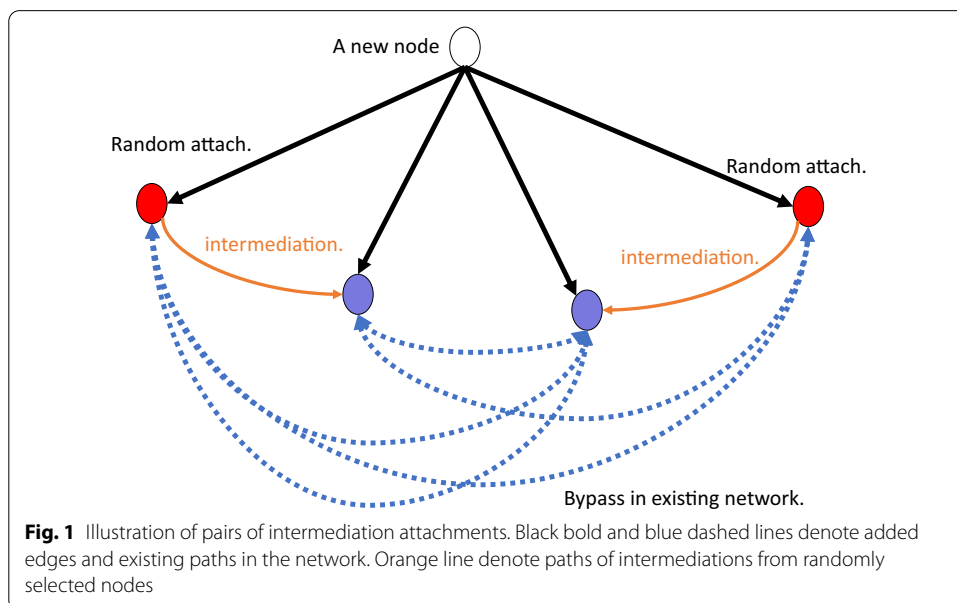 A new node
Random attach.
Random attach.
intermediation.
intermediation.
Bypass in existing network.
Fig. 1 Illustration of pairs of intermediation attachments. Black bold and blue dashed lines denote added
edges and existing paths in the network. Orange line denote paths of intermediations from randomly
selected nodes